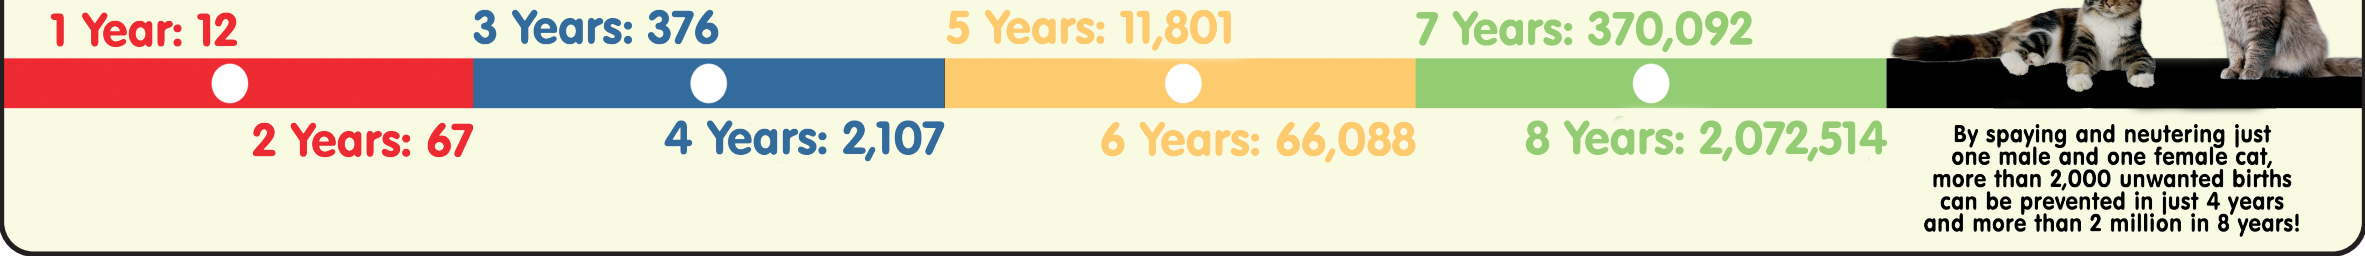 1 Year: 12
3 Years: 376
5 Years: 11,801
7 Years: 370,092
2 Years: 67
4 Years: 2,107
6 Years: 66,088
8 Years: 2,072,514
By spaying and neutering just
one male and one female cat,
more than 2,000 unwanted births
can be prevented in just 4 years
and more than 2 million in 8 years!